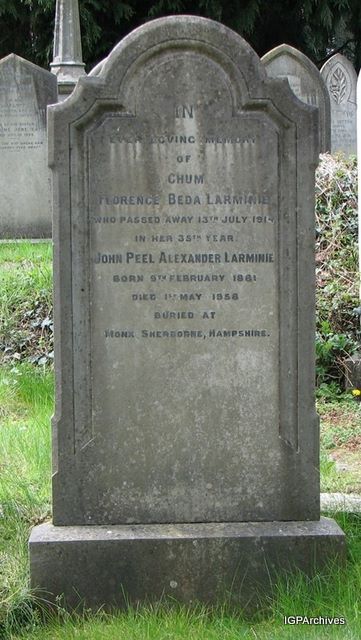 IN
EVER LOVING MEMORY
OF
CHUM
FLORENCE BEDA LARMINIE
WHO PASSED AWAY 13TH JULY 1914
IN HER 35TH YEAR.
JOHN PEEL ALEXANDER LARMINIE
BORN 9TH FEBRUARY 1881
DIED 1ST MAY 1958
BURIED AT
MONK SHERBORNE, HAMPSHIRE.
IGPArchives